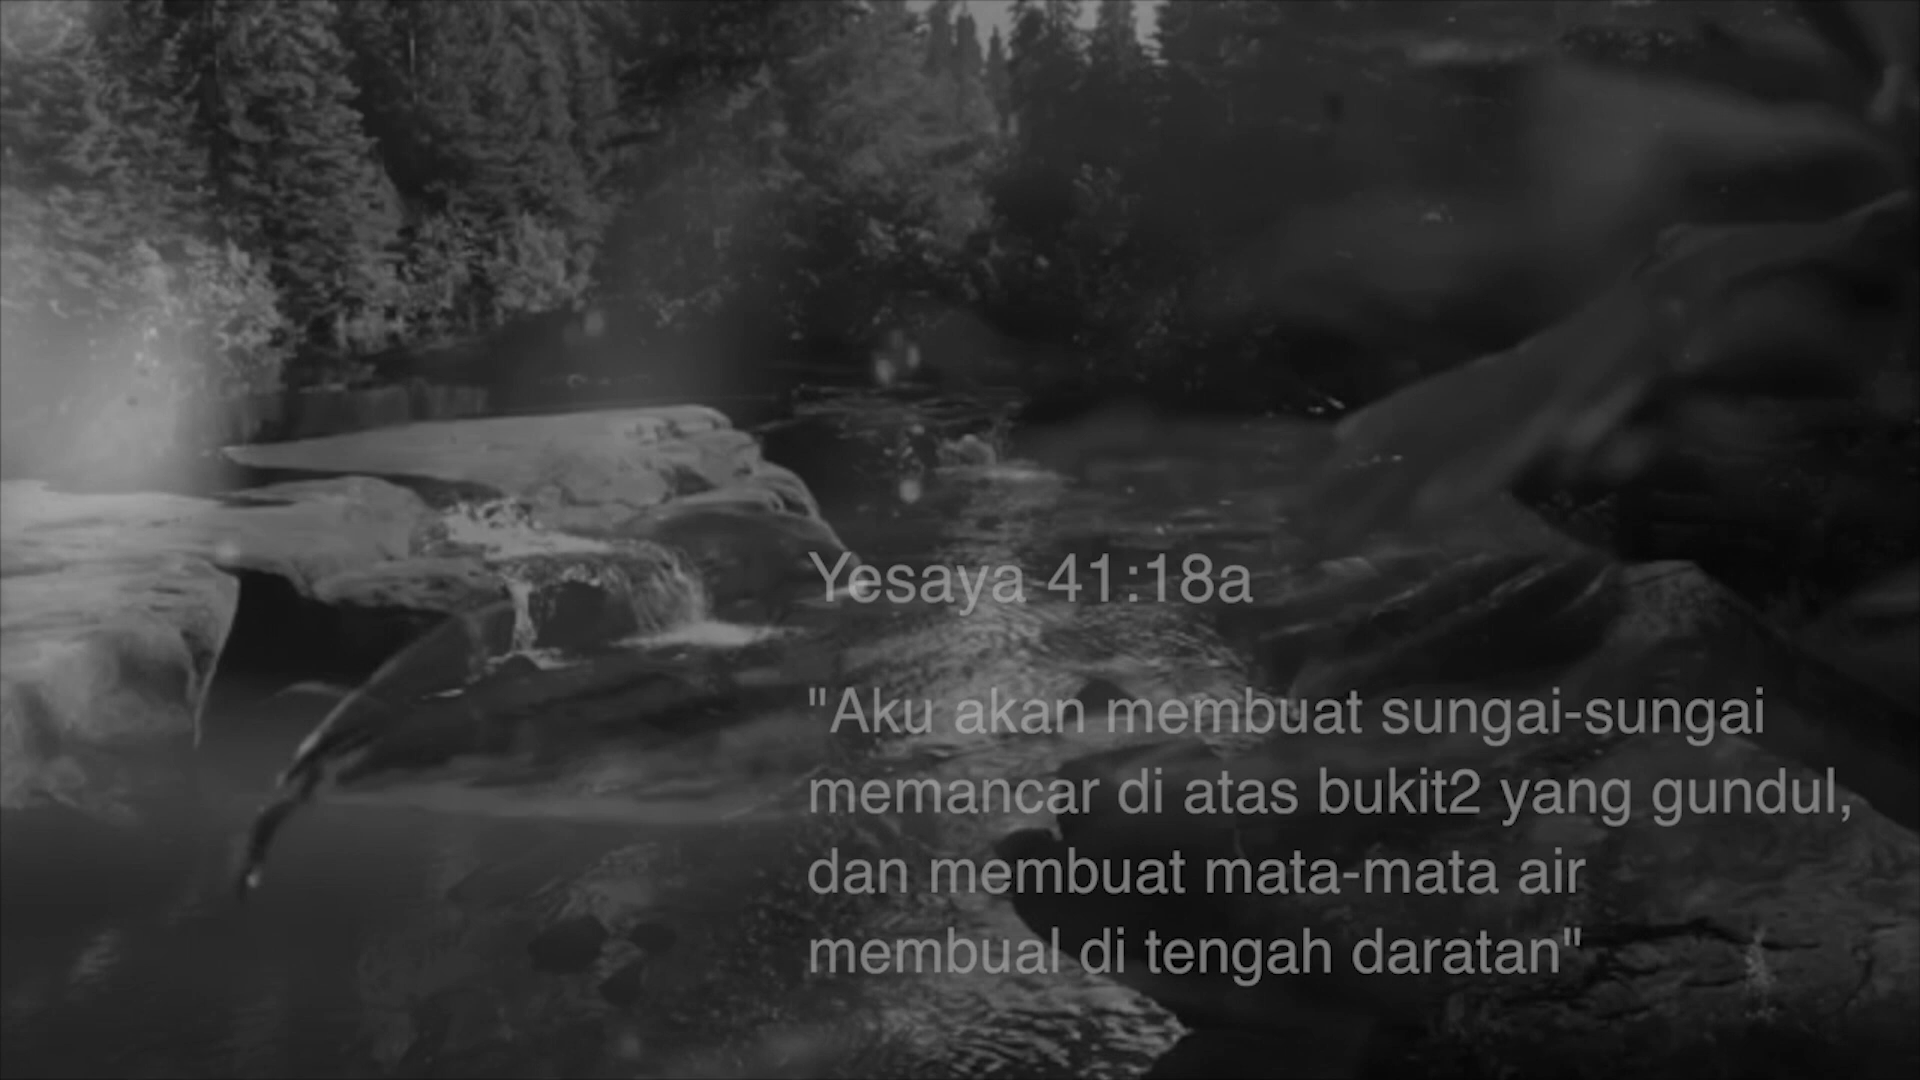 Yesaya 41:18a
"Aku akan membuat sungai-sungai
memancar di atas bukit2 yang gundul,
dan membuat mata-mata air
membual di tengah daratan"